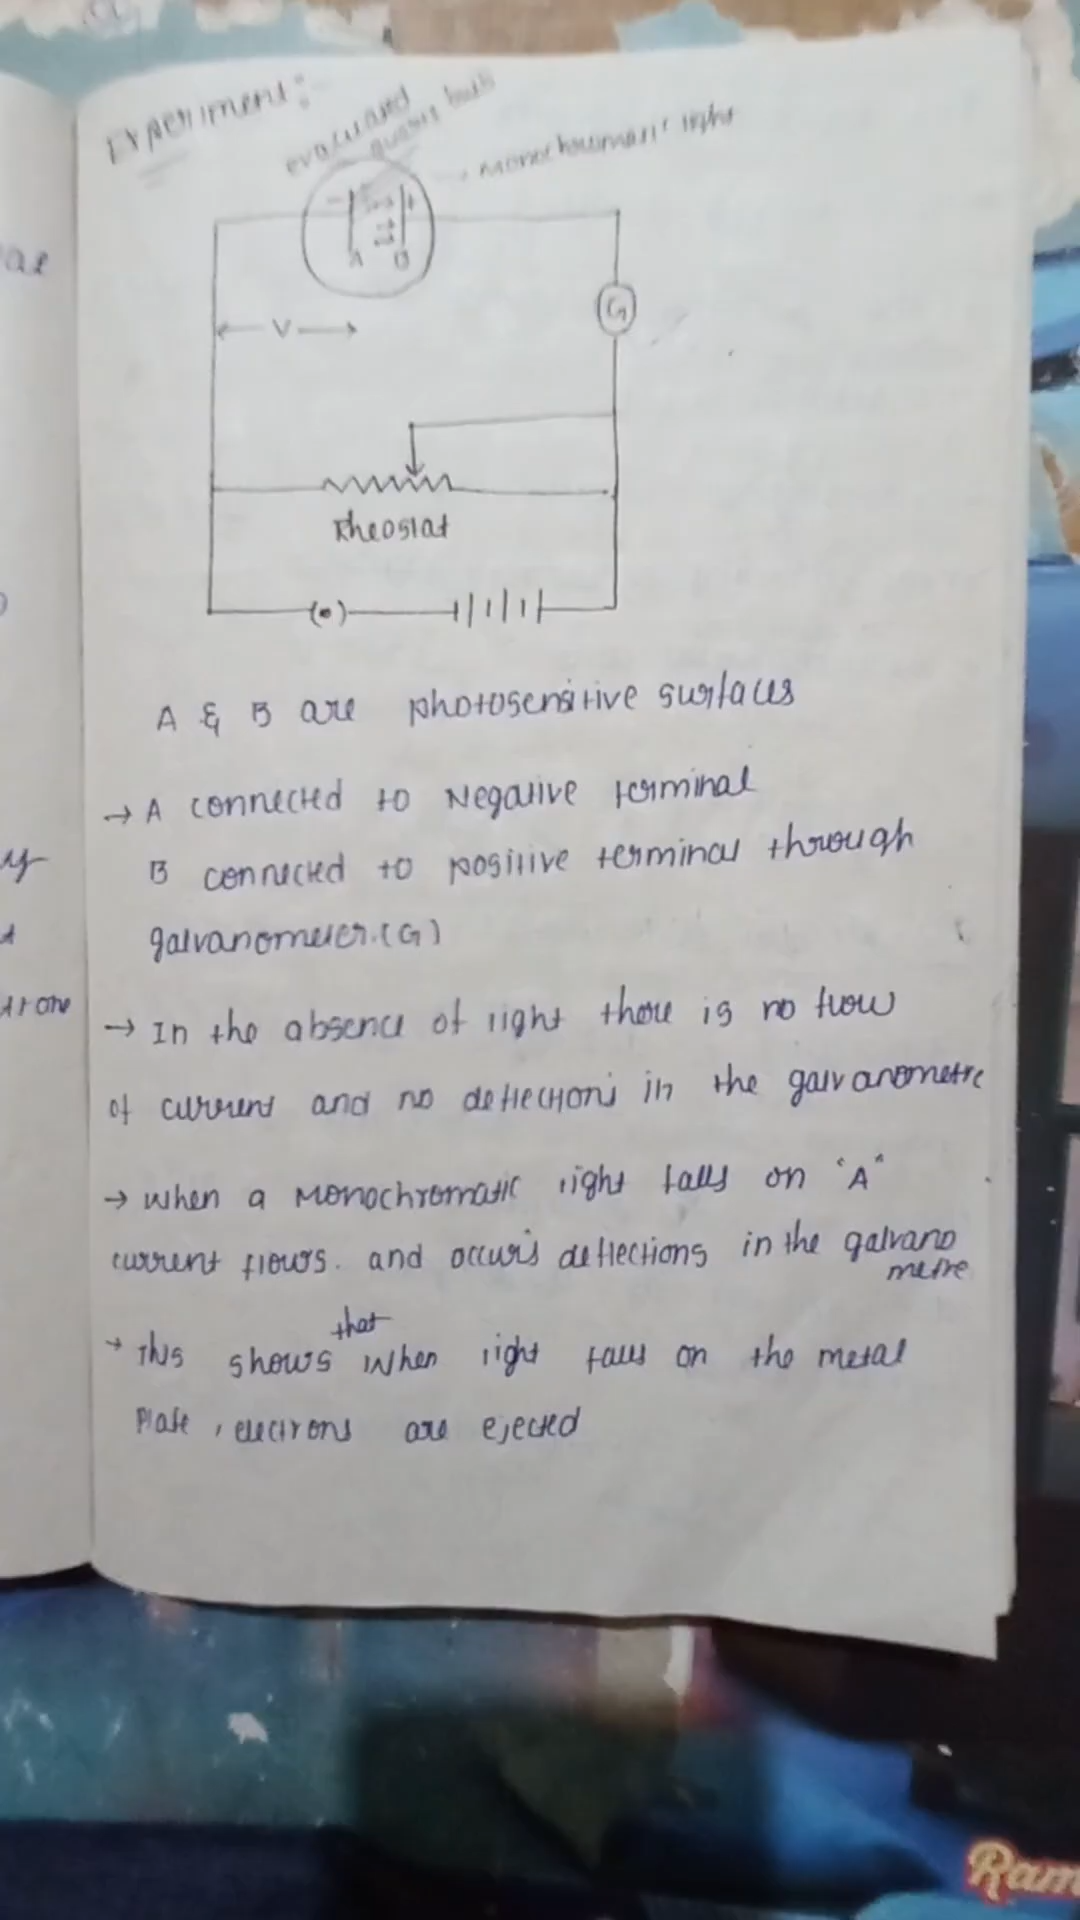 Experiment:
evacuated
quartz bulb
monochromatic light
- +
A B
G
← V →
Rheostat
(•)
A & B are photosensitive surfaces
→ A connected to Negative terminal
B connected to positive terminal through
galvanometer.(G)
→ In the absence of light there is no flow
of current and no deflections in the galvanometre
→ when a Monochromatic light falls on "A"
current flows. and occurs deflections in the galvano
metre
that
→ This shows when light falls on the metal
Plate, electrons are ejected
Ram